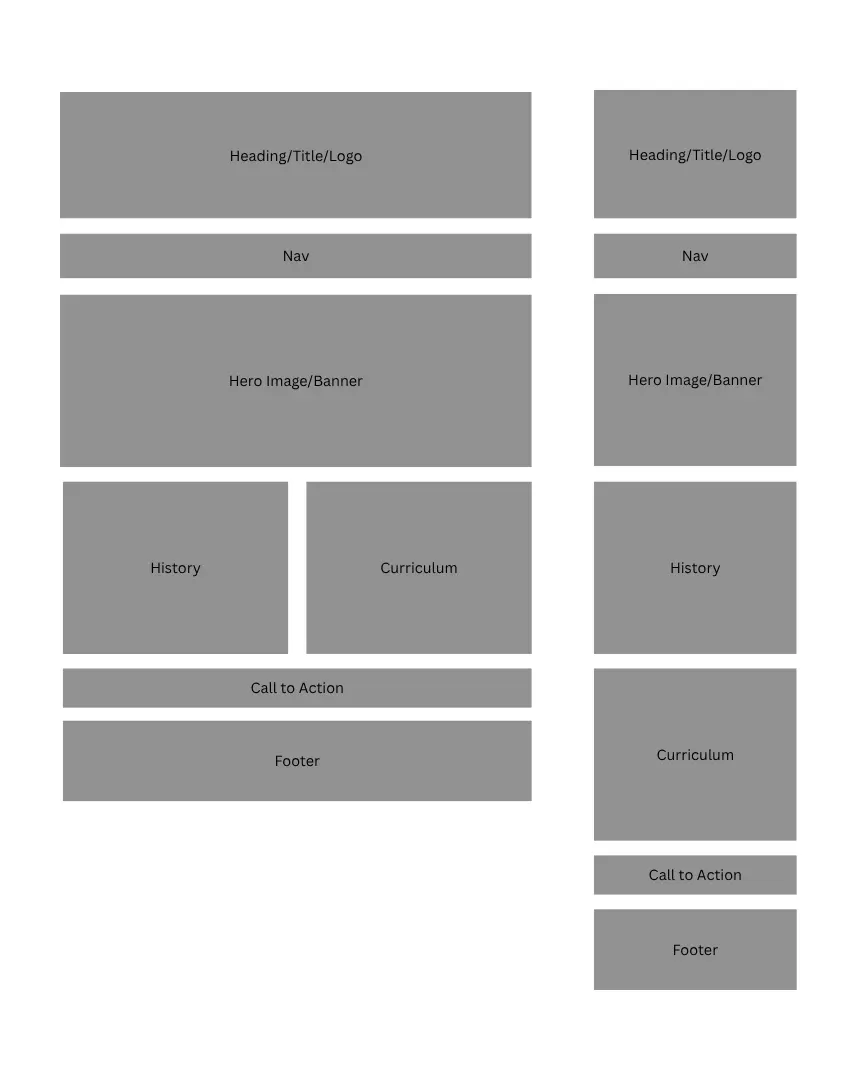 Heading/Title/Logo
Nav
Hero Image/Banner
History
Curriculum
Call to Action
Footer
Heading/Title/Logo
Nav
Hero Image/Banner
History
Curriculum
Call to Action
Footer